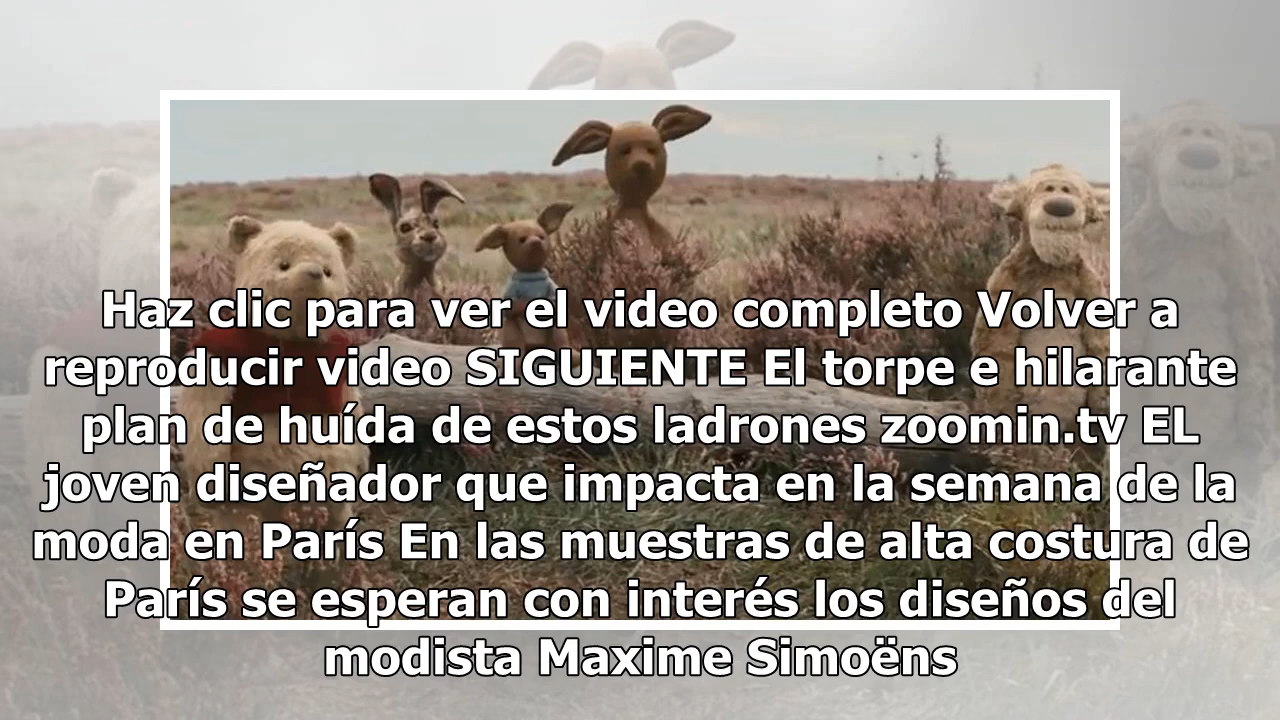 Haz clic para ver el video completo Volver a
reproducir video SIGUIENTE El torpe e hilarante
plan de huída de estos ladrones zoomin.tv EL
joven diseñador que impacta en la semana de la
moda en París En las muestras de alta costura de
París se esperan con interés los diseños del
modista Maxime Simoëns